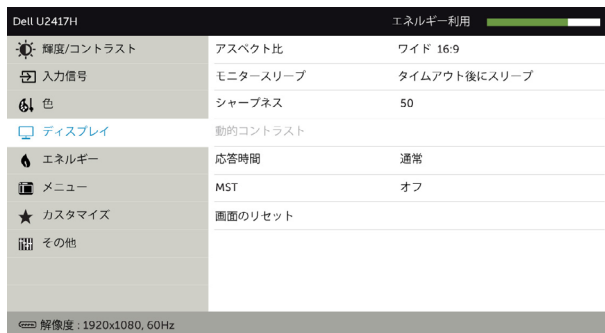 Dell U2417H エネルギー利用
輝度/コントラスト アスペクト比 ワイド 16:9
入力信号 モニタースリープ タイムアウト後にスリープ
色 シャープネス 50
ディスプレイ 動的コントラスト
エネルギー 応答時間 通常
メニュー MST オフ
カスタマイズ 画面のリセット
その他
解像度 : 1920x1080, 60Hz